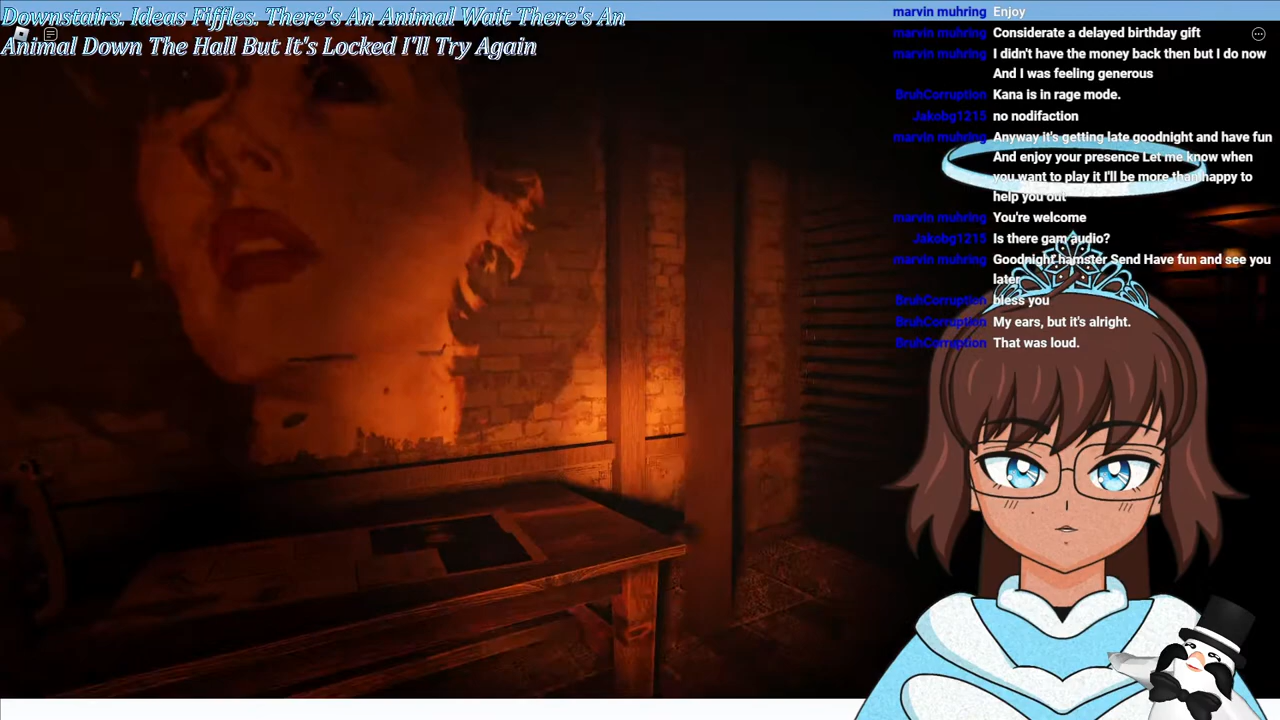 Downstairs. Ideas Fiffles. There's An Animal Wait There's An
Animal Down The Hall But It's Locked I'll Try Again
marvin muhring Enjoy
marvin muhring Considerate a delayed birthday gift
marvin muhring I didn't have the money back then but I do now
And I was feeling generous
BruhCorruption Kana is in rage mode.
Jakobg1215 no nodifaction
marvin muhring Anyway it's getting late goodnight and have fun
And enjoy your presence Let me know when
you want to play it I'll be more than happy to
help you out
marvin muhring You're welcome
Jakobg1215 Is there gam audio?
marvin muhring Goodnight hamster Send Have fun and see you
later
BruhCorruption bless you
BruhCorruption My ears, but it's alright.
BruhCorruption That was loud.